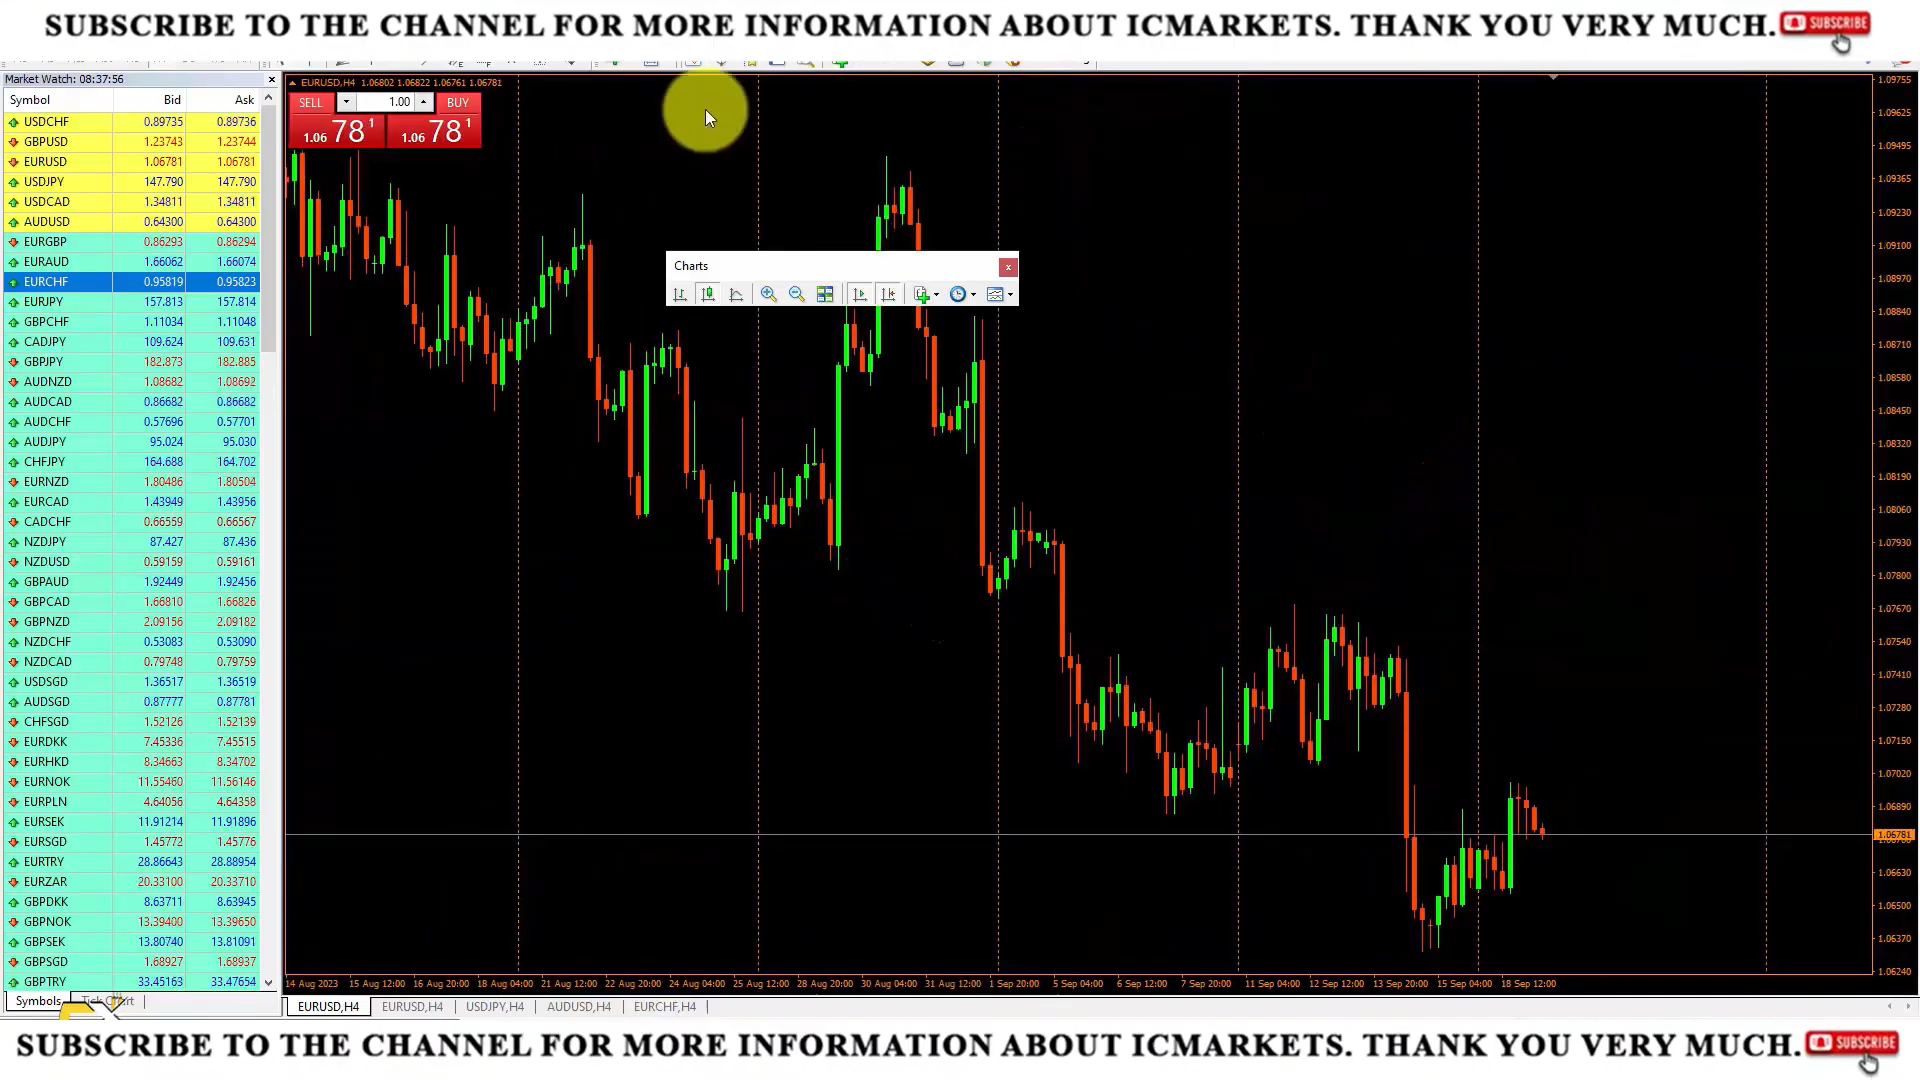 SUBSCRIBE TO THE CHANNEL FOR MORE INFORMATION ABOUT ICMARKETS. THANK YOU VERY MUCH. SUBSCRIBE
Market Watch: 08:37:56
Symbol Bid Ask
USDCHF 0.89735 0.89736
GBPUSD 1.23743 1.23744
EURUSD 1.06781 1.06781
USDJPY 147.790 147.790
USDCAD 1.34811 1.34811
AUDUSD 0.64300 0.64300
EURGBP 0.86293 0.86294
EURAUD 1.66062 1.66074
EURCHF 0.95819 0.95823
EURJPY 157.813 157.814
GBPCHF 1.11034 1.11048
CADJPY 109.624 109.631
GBPJPY 182.873 182.885
AUDNZD 1.08682 1.08692
AUDCAD 0.86682 0.86682
AUDCHF 0.57696 0.57701
AUDJPY 95.024 95.030
CHFJPY 164.688 164.702
EURNZD 1.80486 1.80504
EURCAD 1.43949 1.43956
CADCHF 0.66559 0.66567
NZDJPY 87.427 87.436
NZDUSD 0.59159 0.59161
GBPAUD 1.92449 1.92456
GBPCAD 1.66810 1.66826
GBPNZD 2.09156 2.09182
NZDCHF 0.53083 0.53090
NZDCAD 0.79748 0.79759
USDSGD 1.36517 1.36519
AUDSGD 0.87777 0.87781
CHFSGD 1.52126 1.52139
EURDKK 7.45336 7.45515
EURHKD 8.34663 8.34702
EURNOK 11.55460 11.56146
EURPLN 4.64056 4.64358
EURSEK 11.91214 11.91896
EURSGD 1.45772 1.45776
EURTRY 28.86643 28.88954
EURZAR 20.33100 20.33710
GBPDKK 8.63711 8.63945
GBPNOK 13.39400 13.39650
GBPSEK 13.80740 13.81091
GBPSGD 1.68927 1.68937
GBPTRY 33.45163 33.47654
Symbols Tick Chart
EURUSD,H4 1.06802 1.06822 1.06761 1.06781
SELL 1.00 BUY
1.06 78 1 1.06 78 1
Charts
1.09755
1.09625
1.09495
1.09365
1.09230
1.09100
1.08970
1.08840
1.08710
1.08580
1.08450
1.08320
1.08190
1.08060
1.07930
1.07800
1.07670
1.07540
1.07410
1.07280
1.07150
1.07020
1.06890
1.06781
1.06630
1.06500
1.06370
1.06240
14 Aug 2023 15 Aug 12:00 16 Aug 20:00 18 Aug 04:00 21 Aug 12:00 22 Aug 20:00 24 Aug 04:00 25 Aug 12:00 28 Aug 20:00 30 Aug 04:00 31 Aug 12:00 1 Sep 20:00 5 Sep 04:00 6 Sep 12:00 7 Sep 20:00 11 Sep 04:00 12 Sep 12:00 13 Sep 20:00 15 Sep 04:00 18 Sep 12:00
EURUSD,H4 EURUSD,H4 USDJPY,H4 AUDUSD,H4 EURCHF,H4
SUBSCRIBE TO THE CHANNEL FOR MORE INFORMATION ABOUT ICMARKETS. THANK YOU VERY MUCH. SUBSCRIBE